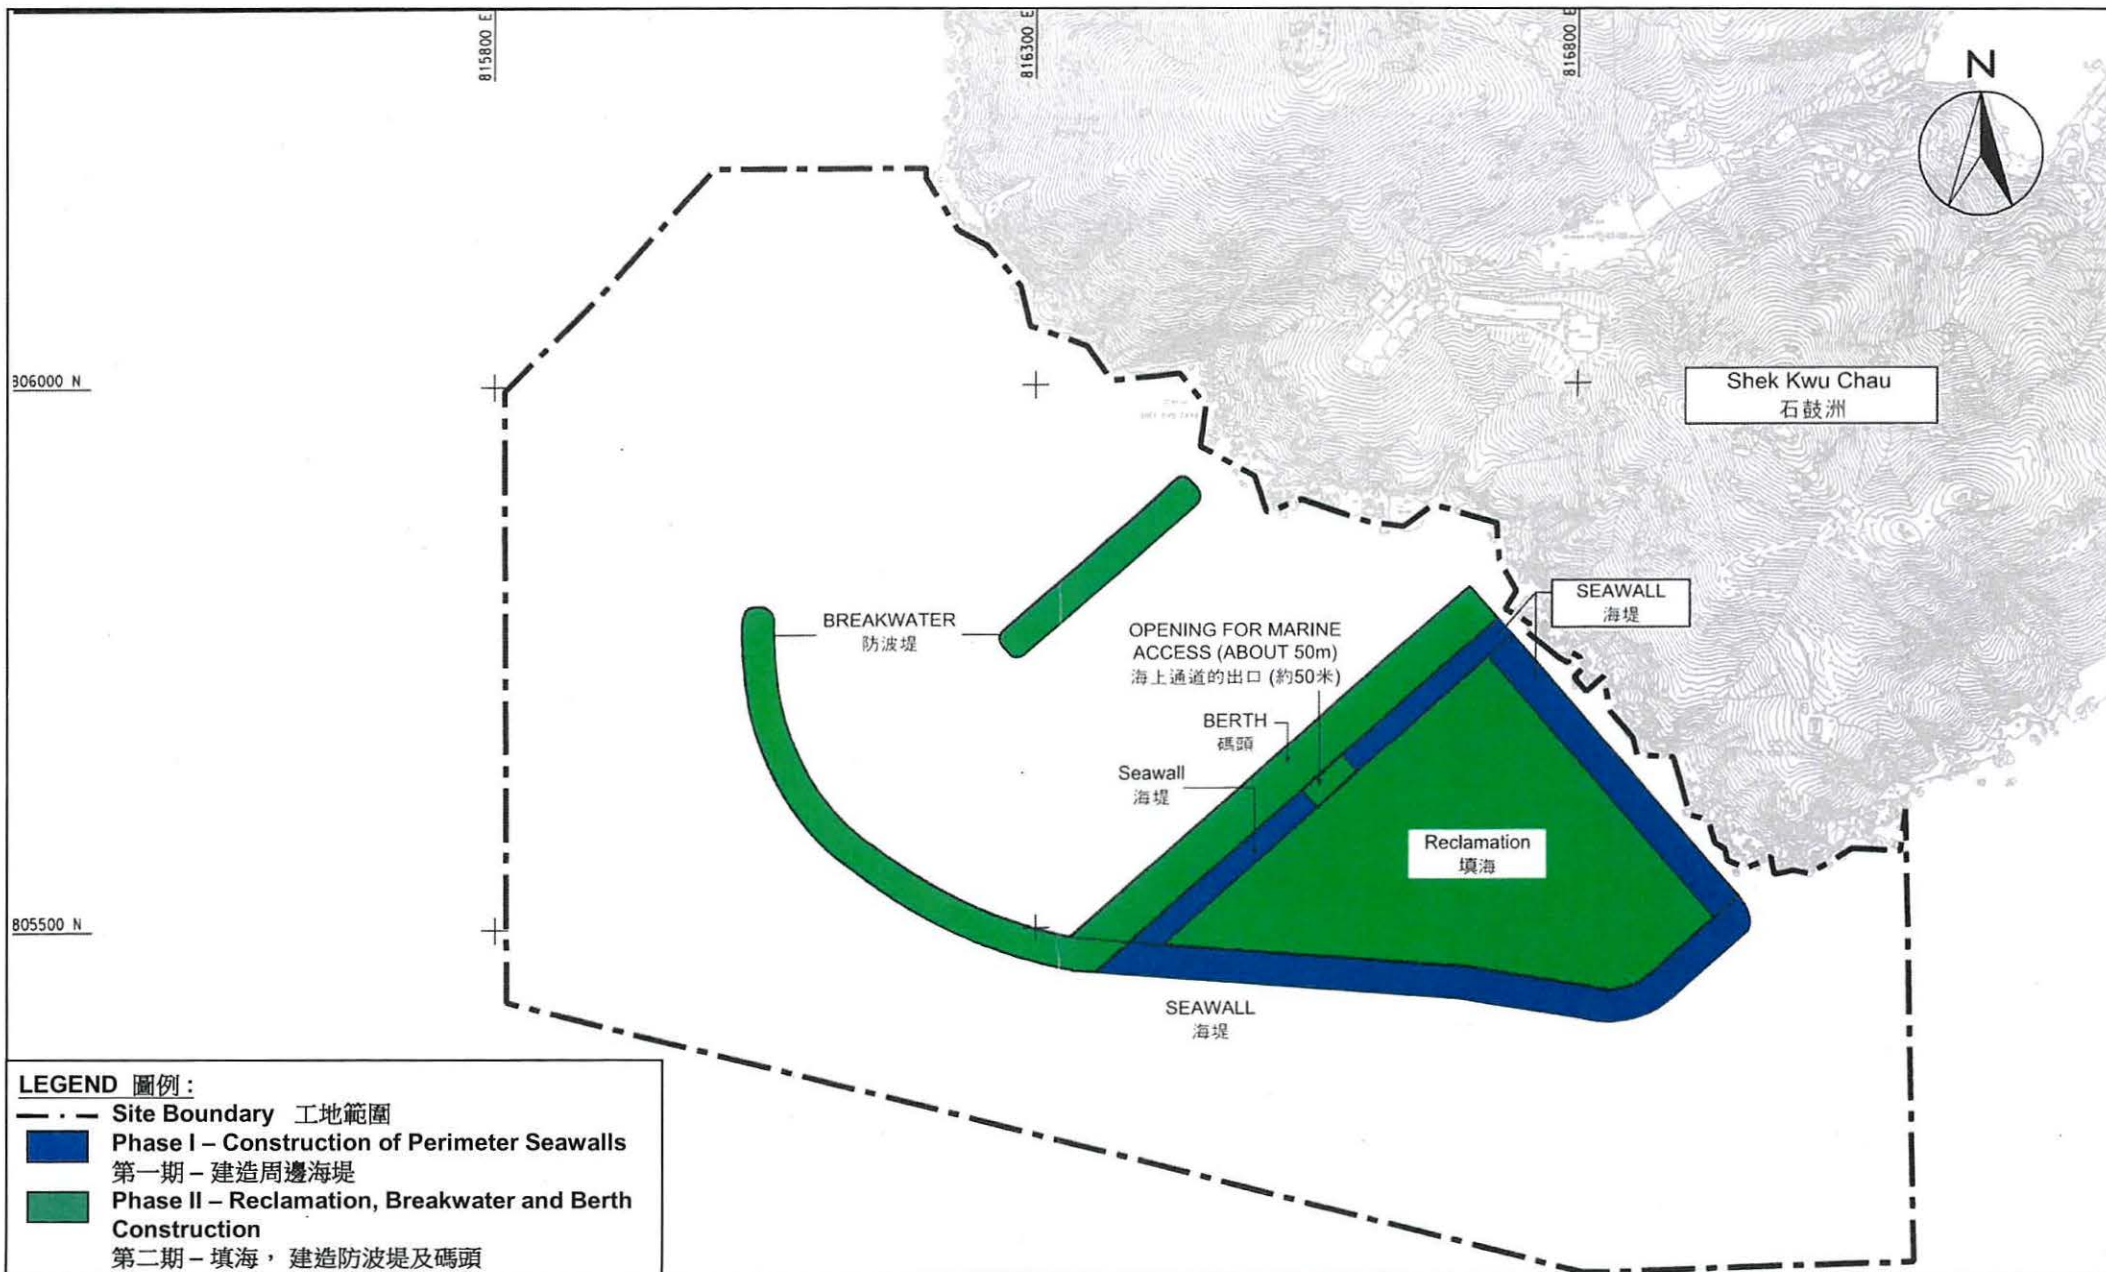 815800 E
816300 E
816800 E
N
806000 N
Shek Kwu Chau
石鼓洲
SEAWALL
海堤
BREAKWATER
防波堤
OPENING FOR MARINE
ACCESS (ABOUT 50m)
海上通道的出口 (約50米)
BERTH
碼頭
Seawall
海堤
Reclamation
填海
805500 N
SEAWALL
海堤
LEGEND 圖例 :
Site Boundary 工地範圍
Phase I – Construction of Perimeter Seawalls
第一期 – 建造周邊海堤
Phase II – Reclamation, Breakwater and Berth
Construction
第二期 – 填海， 建造防波堤及碼頭